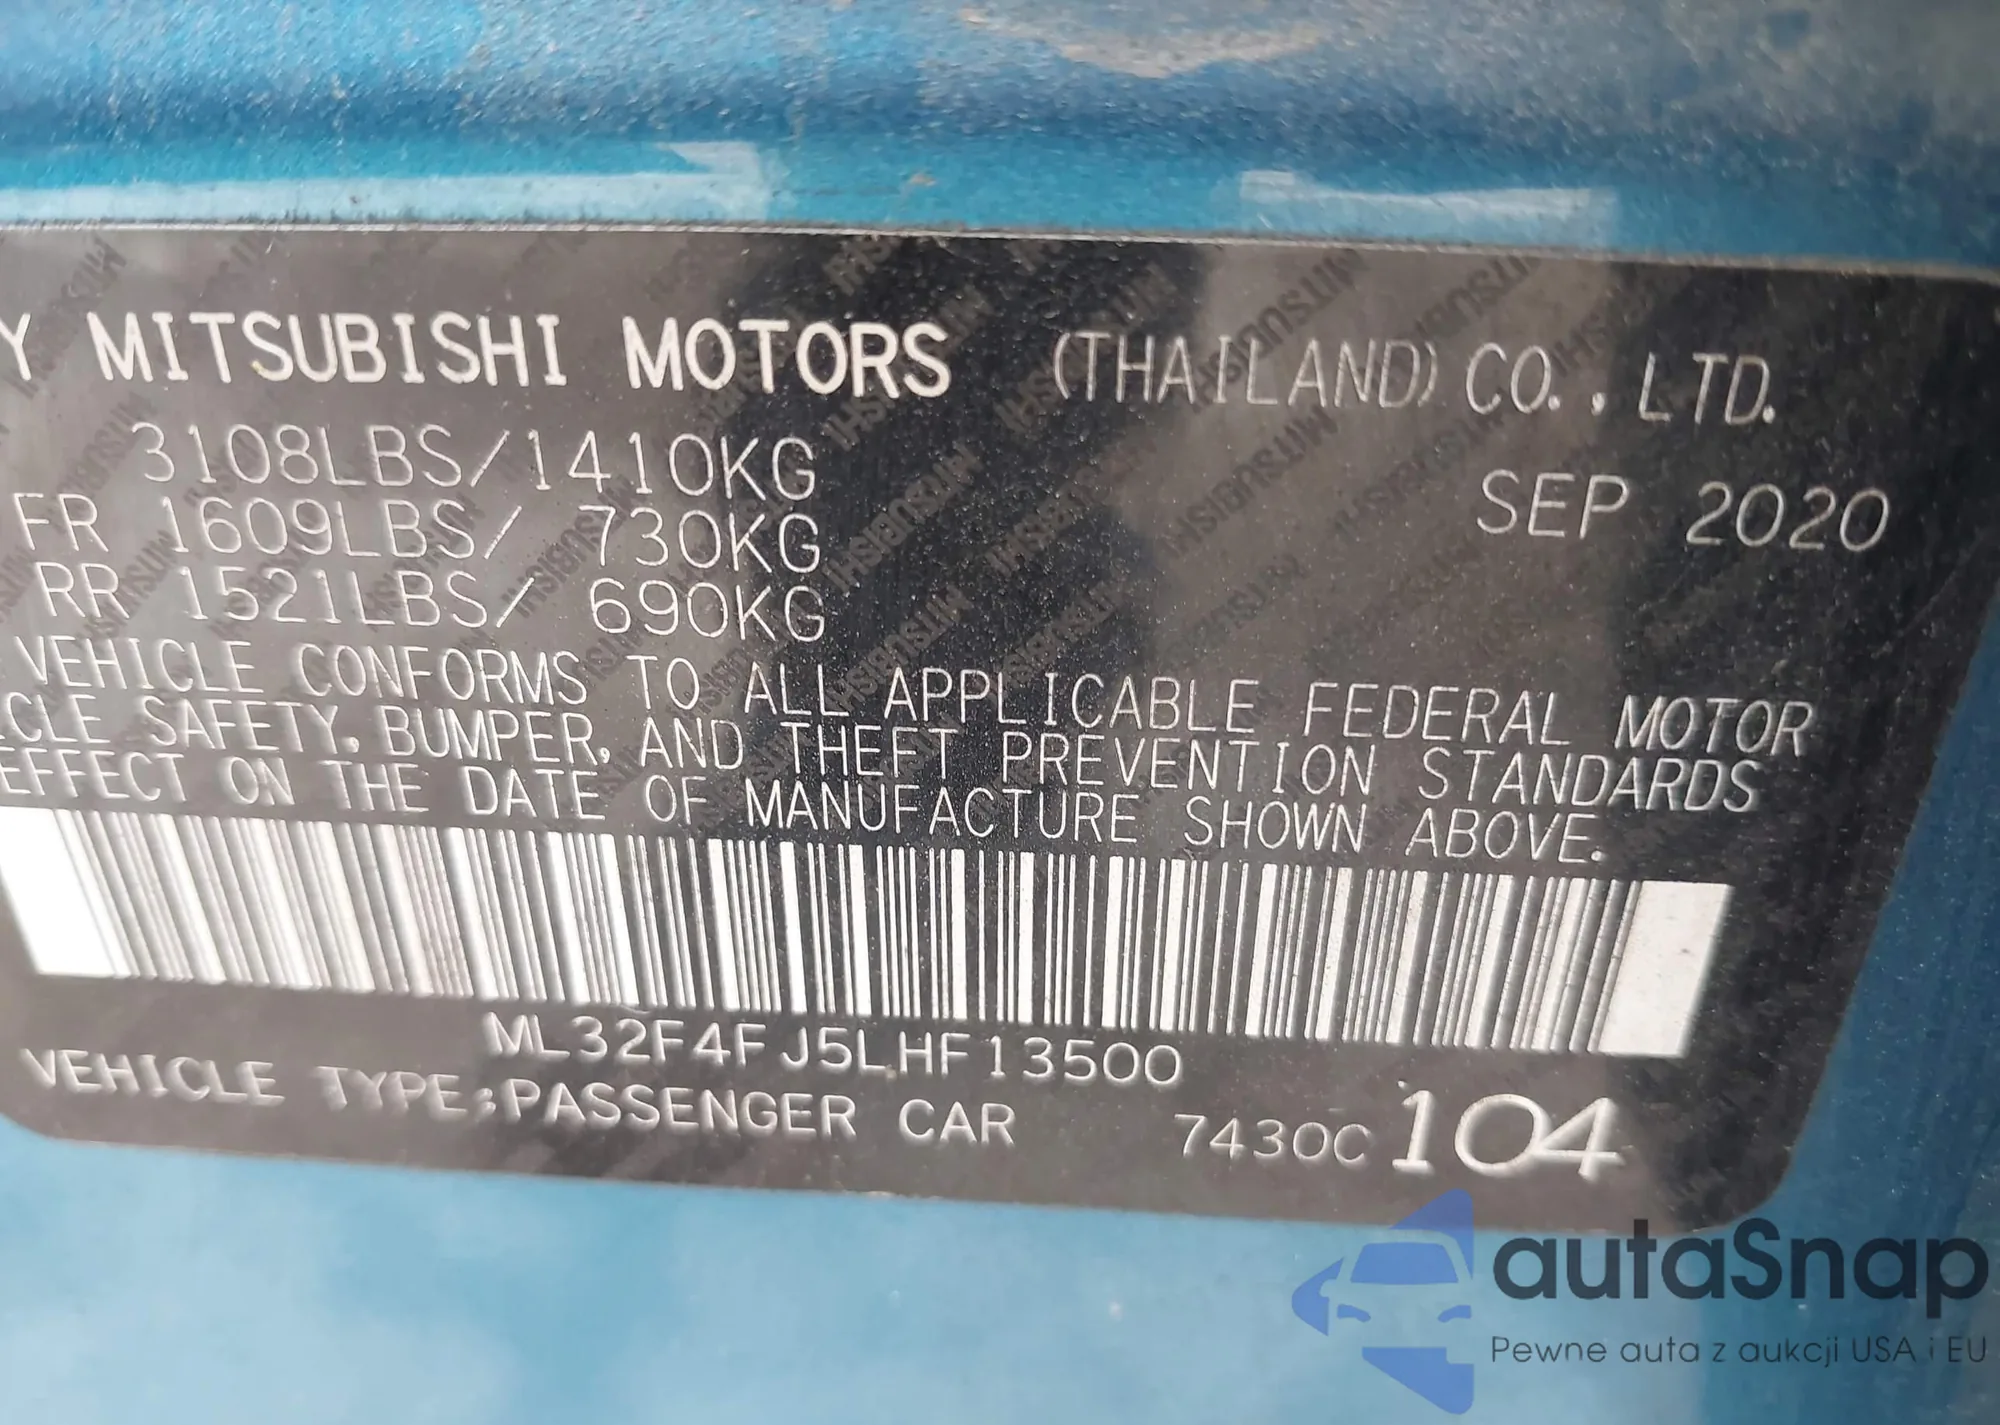 Y MITSUBISHI MOTORS (THAILAND) CO., LTD.
3108LBS/1410KG SEP 2020
FR 1609LBS/ 730KG
RR 1521LBS/ 690KG
VEHICLE CONFORMS TO ALL APPLICABLE FEDERAL MOTOR
CLE SAFETY, BUMPER, AND THEFT PREVENTION STANDARDS
EFFECT ON THE DATE OF MANUFACTURE SHOWN ABOVE.
ML32F4FJ5LHF13500
VEHICLE TYPE:PASSENGER CAR 7430C 104
autaSnap
Pewne auta z aukcji USA i EU